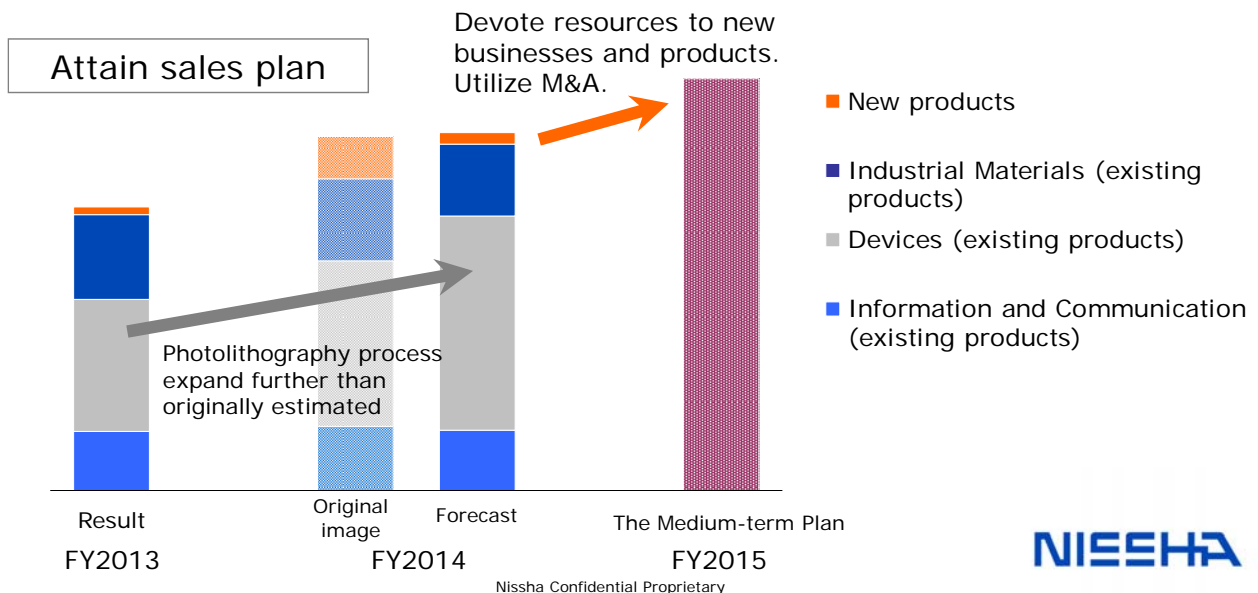 Devote resources to new
businesses and products.
Utilize M&A.
Attain sales plan
New products
Industrial Materials (existing
products)
Devices (existing products)
Information and Communication
(existing products)
Photolithography process
expand further than
originally estimated
Result
Original
image
Forecast
The Medium-term Plan
FY2013
FY2014
FY2015
Nissha Confidential Proprietary
NISSHA